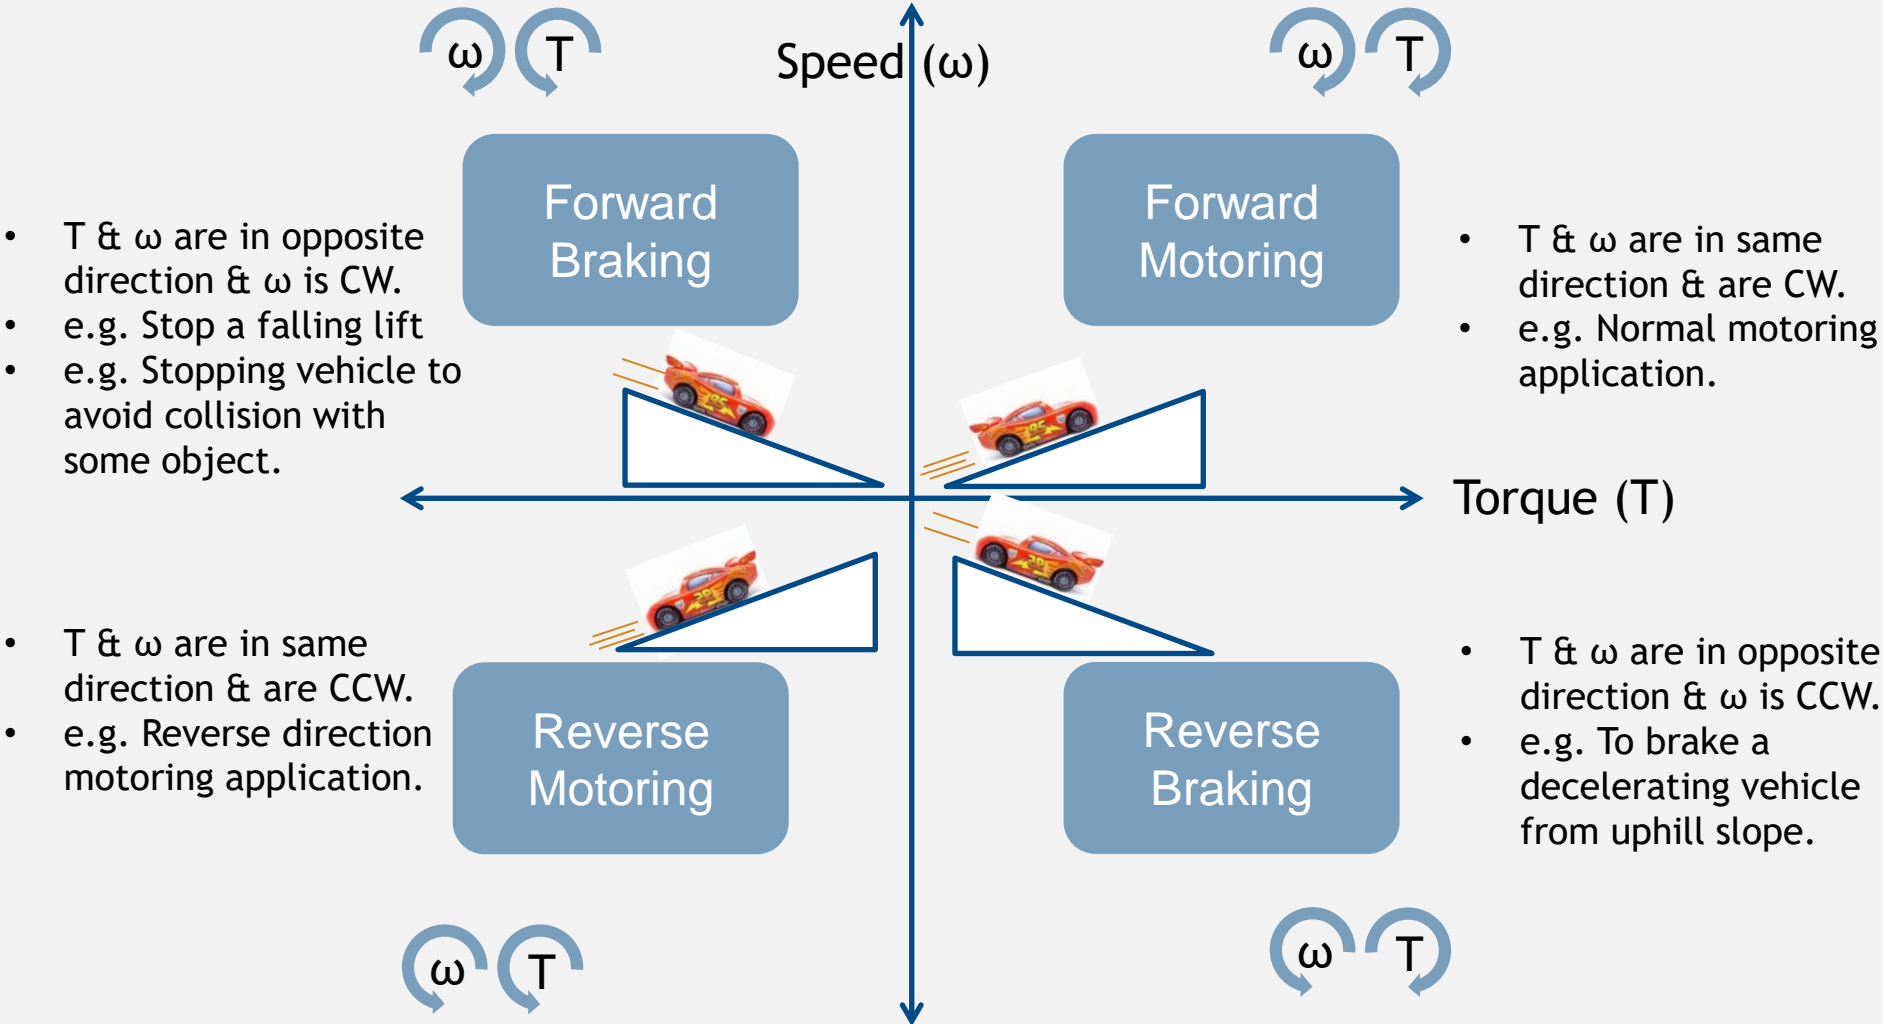 ω T
Speed (ω)
ω T
Forward
Braking
Forward
Motoring
• T & ω are in opposite
direction & ω is CW.
• e.g. Stop a falling lift
• e.g. Stopping vehicle to
avoid collision with
some object.
• T & ω are in same
direction & are CW.
• e.g. Normal motoring
application.
95
95
Torque (T)
• T & ω are in same
direction & are CCW.
• e.g. Reverse direction
motoring application.
Reverse
Motoring
Reverse
Braking
• T & ω are in opposite
direction & ω is CCW.
• e.g. To brake a
decelerating vehicle
from uphill slope.
ω T
ω T